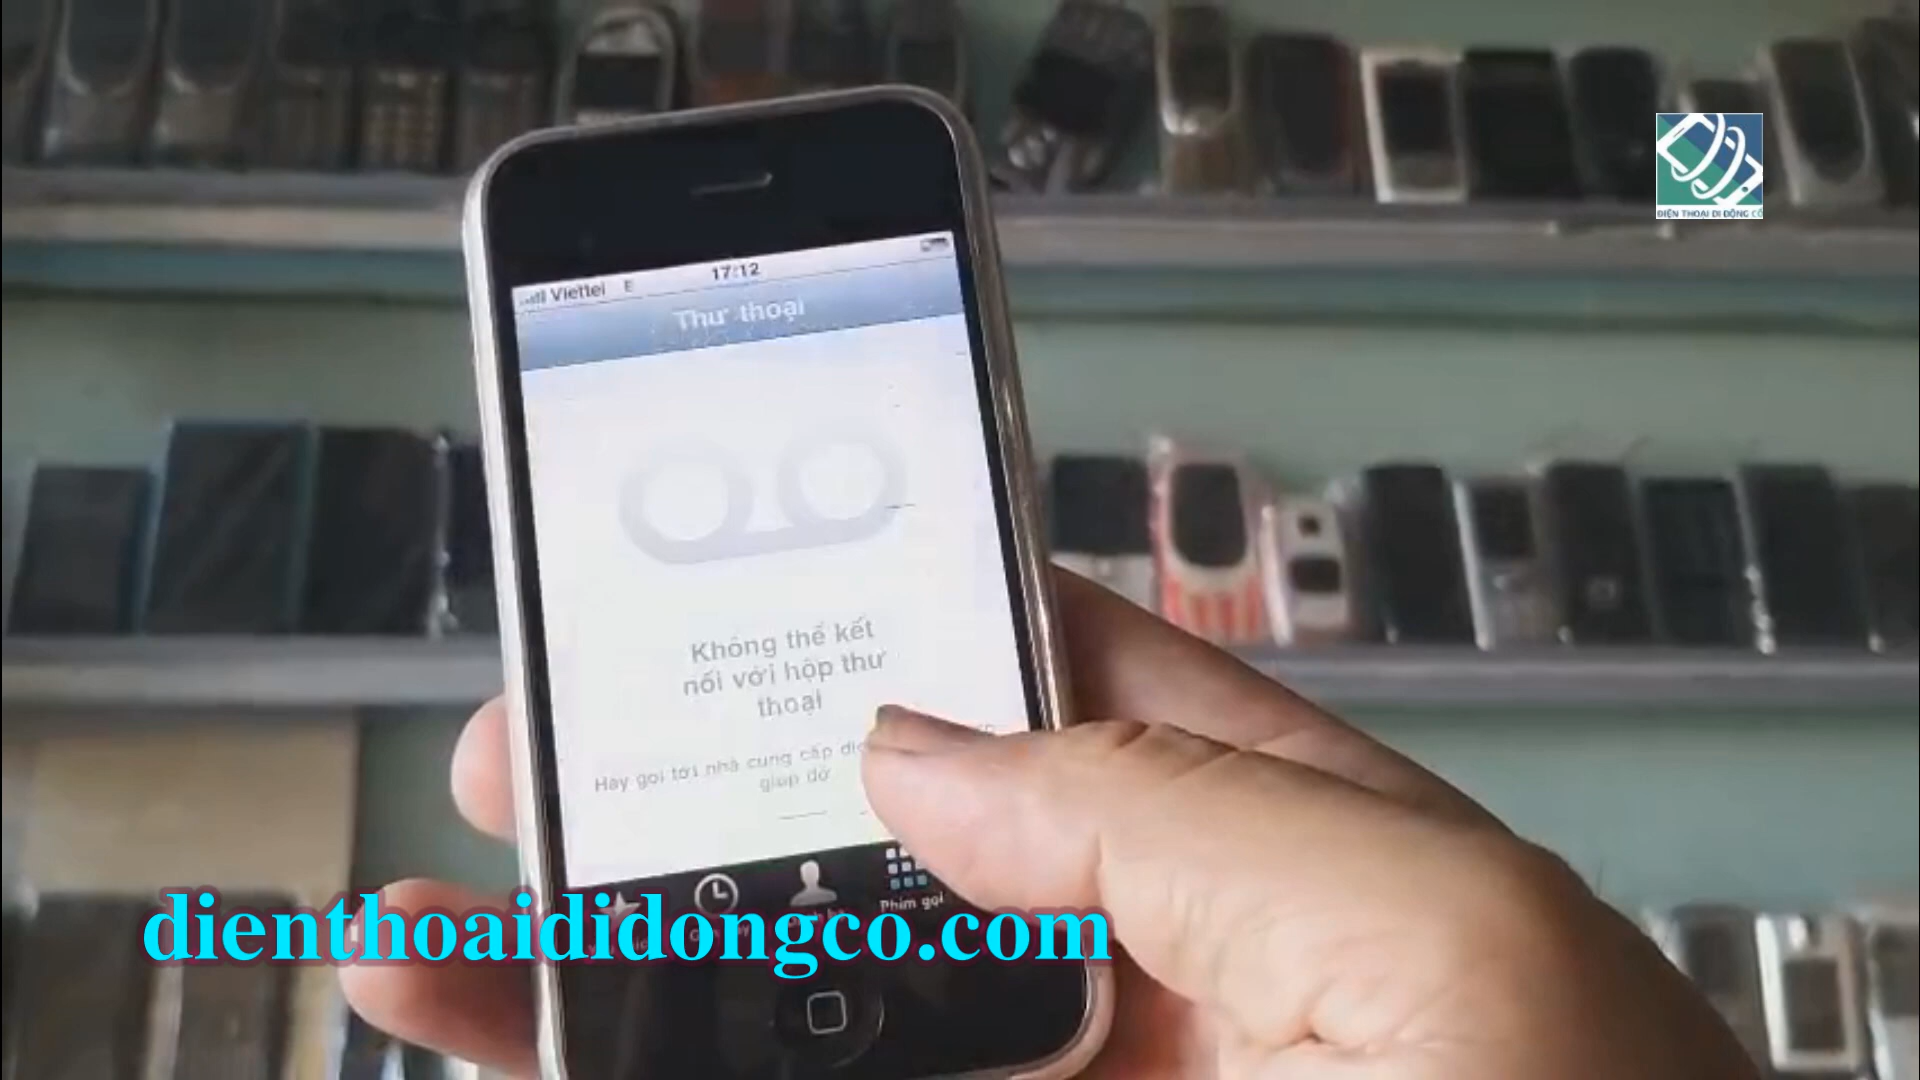 ĐIỆN THOẠI DI ĐỘNG CỔ
Viettel E
17:12
Thư thoại
Không thể kết
nối với hộp thư
thoại
Hãy gọi tới nhà cung cấp
giúp đỡ
Phím gọi
dienthoaididongco.com